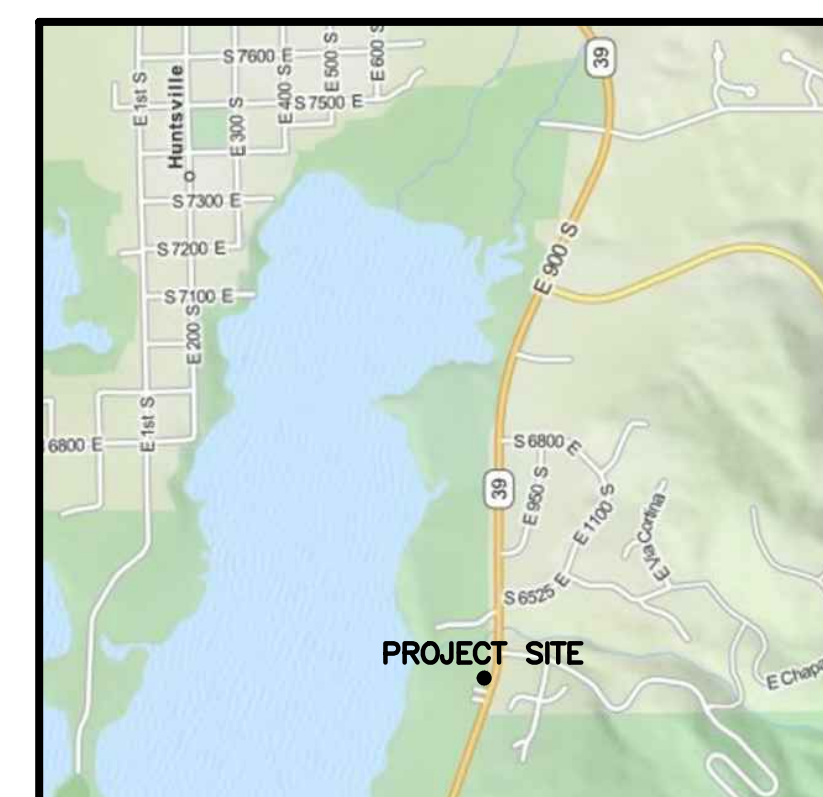 S 7600 E
E 500 S
E 600 S
39
E 1st S
Huntsville
E 300 S
E 400 S
S 7500 E
S 7300 E
S 7200 E
E 900 S
S 7100 E
E 200 S
E 1st S
6800 E
S 6800 E
39
E 950 S
E 1100 S
E Via Cortina
S 6525 E
PROJECT SITE
E Chapa